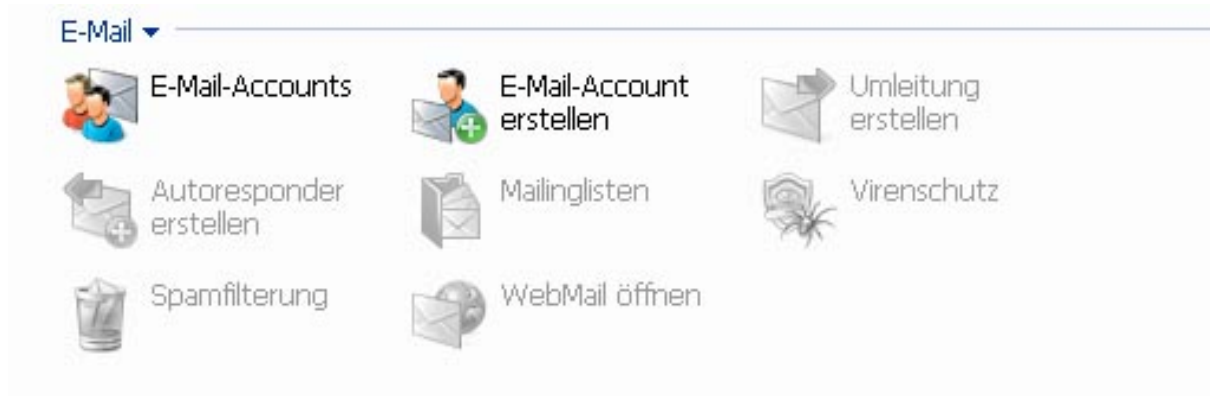 E-Mail
E-Mail-Accounts
E-Mail-Account
erstellen
Umleitung
erstellen
Autoresponder
erstellen
Mailinglisten
Virenschutz
Spamfilterung
WebMail öffnen